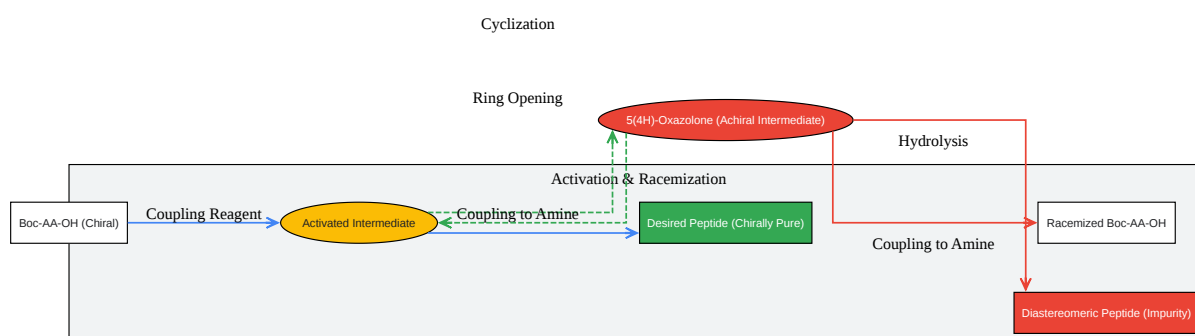 Cyclization
Ring Opening
5(4H)-Oxazolone (Achiral Intermediate)
Hydrolysis
Activation & Racemization
Boc-AA-OH (Chiral)
Coupling Reagent
Activated Intermediate
Coupling to Amine
Desired Peptide (Chirally Pure)
Racemized Boc-AA-OH
Coupling to Amine
Diastereomeric Peptide (Impurity)